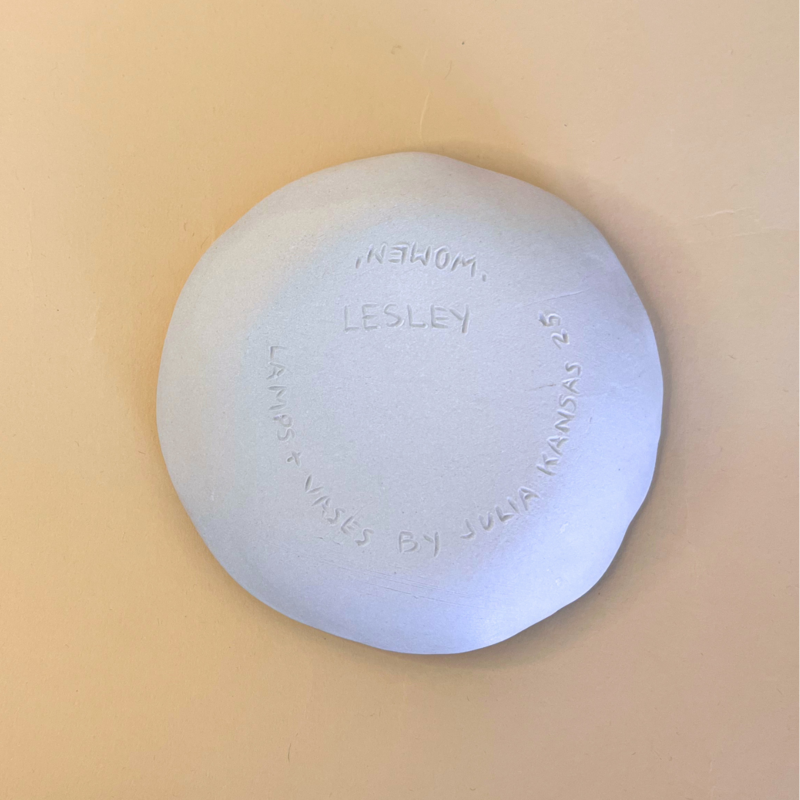 'WOMEN'
LESLEY
LAMPS + VASES BY JULIA KANSAS 25